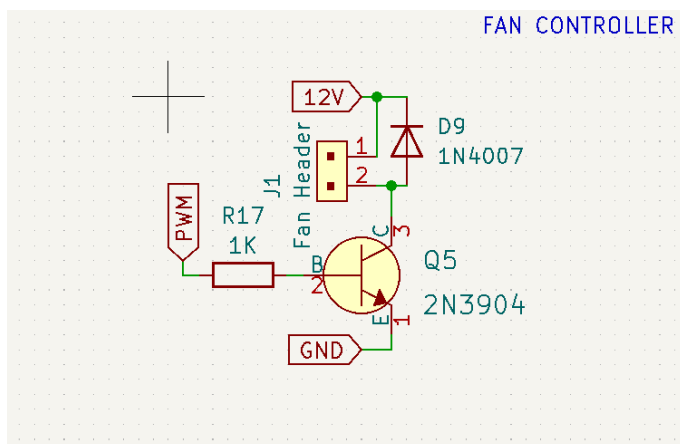 FAN CONTROLLER
12V
D9
1N4007
1
2
J1
Fan Header
PWM
R17
1K
C
3
B
2
Q5
2N3904
E
1
GND